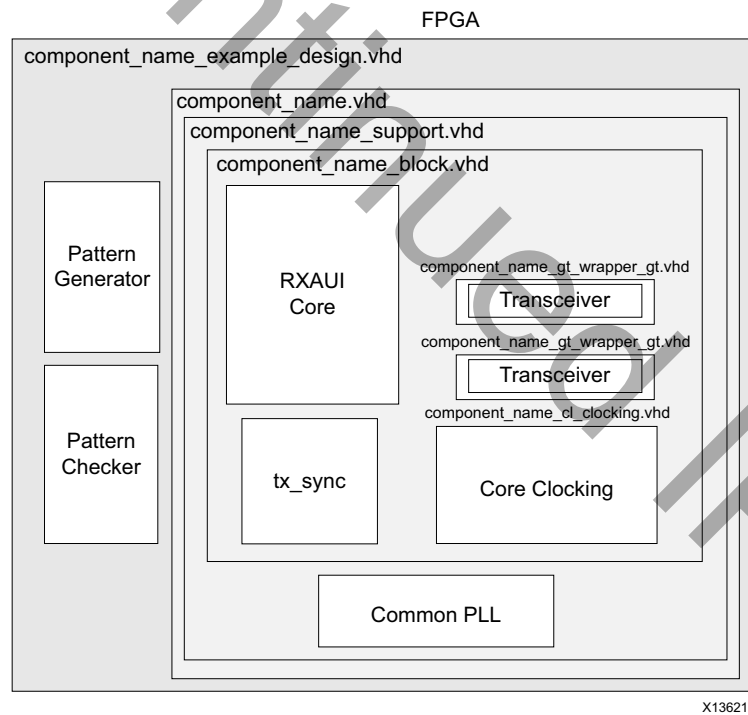 FPGA
component_name_example_design.vhd
component_name.vhd
component_name_support.vhd
component_name_block.vhd
Pattern
Generator
RXAUI
Core
component_name_gt_wrapper_gt.vhd
Transceiver
component_name_gt_wrapper_gt.vhd
Transceiver
component_name_cl_clocking.vhd
Pattern
Checker
tx_sync
Core Clocking
Common PLL
X13621
ntinued I